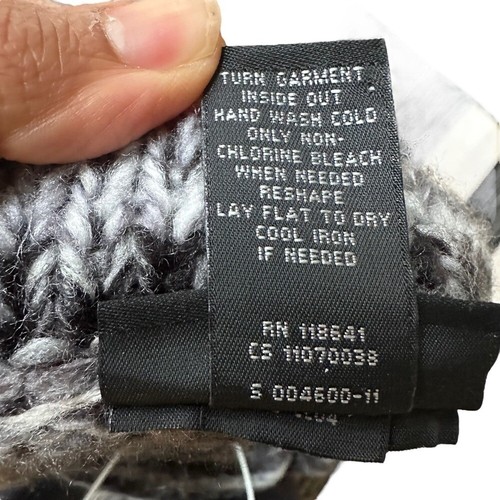 TURN GARMENT
INSIDE OUT
HAND WASH COLD
ONLY NON-
CHLORINE BLEACH
WHEN NEEDED
RESHAPE
LAY FLAT TO DRY
COOL IRON
IF NEEDED
RN 118641
CS 11070038
S 004600-11